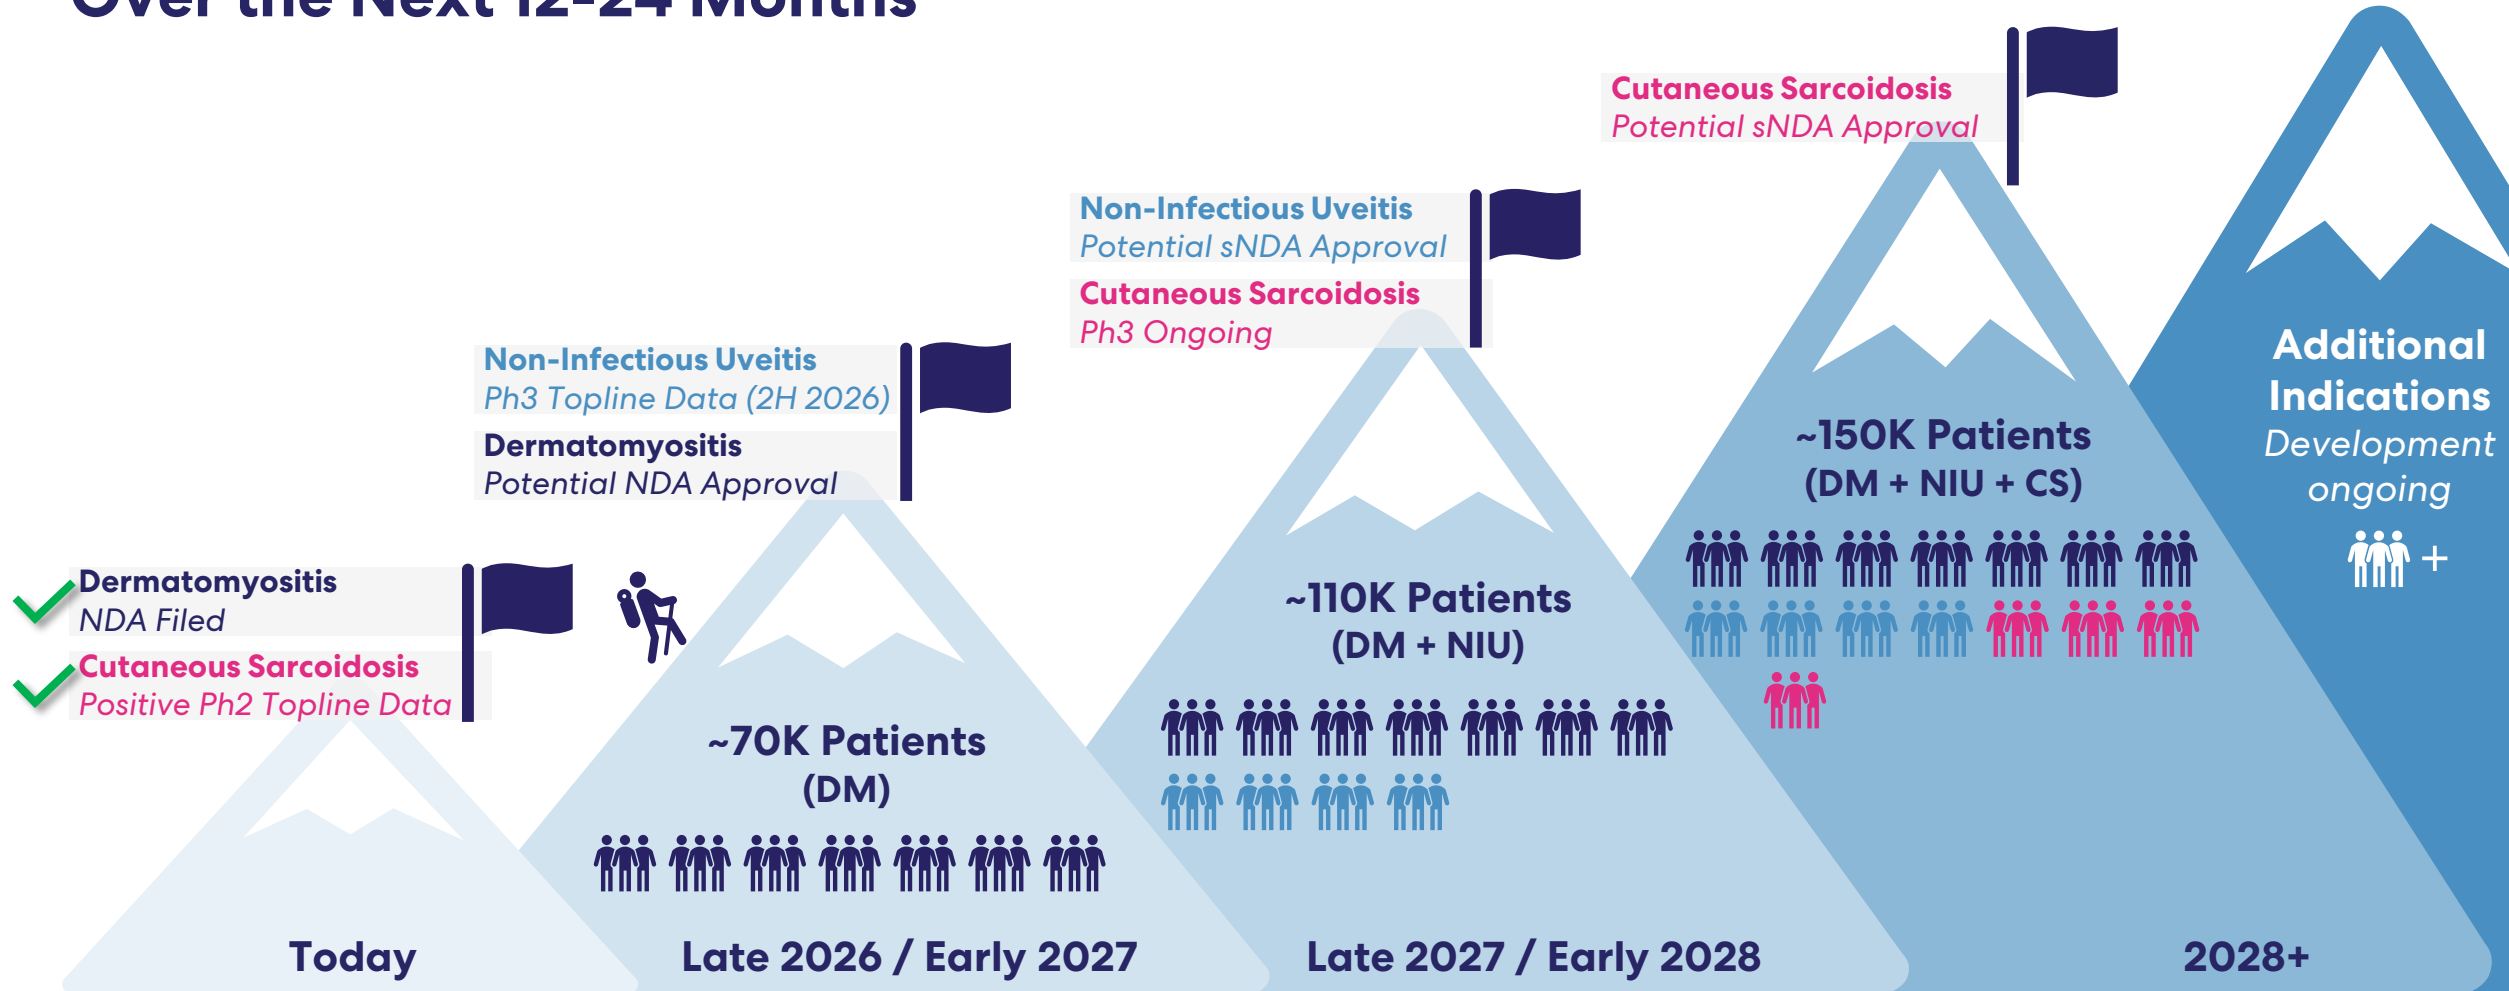 Over the Next 12-24 Months
Dermatomyositis
NDA Filed
Cutaneous Sarcoidosis
Positive Ph2 Topline Data
Today
Non-Infectious Uveitis
Ph3 Topline Data (2H 2026)
Dermatomyositis
Potential NDA Approval
~70K Patients
(DM)
Late 2026 / Early 2027
Non-Infectious Uveitis
Potential sNDA Approval
Cutaneous Sarcoidosis
Ph3 Ongoing
~110K Patients
(DM + NIU)
Late 2027 / Early 2028
Cutaneous Sarcoidosis
Potential sNDA Approval
~150K Patients
(DM + NIU + CS)
Additional
Indications
Development
ongoing
+
2028+